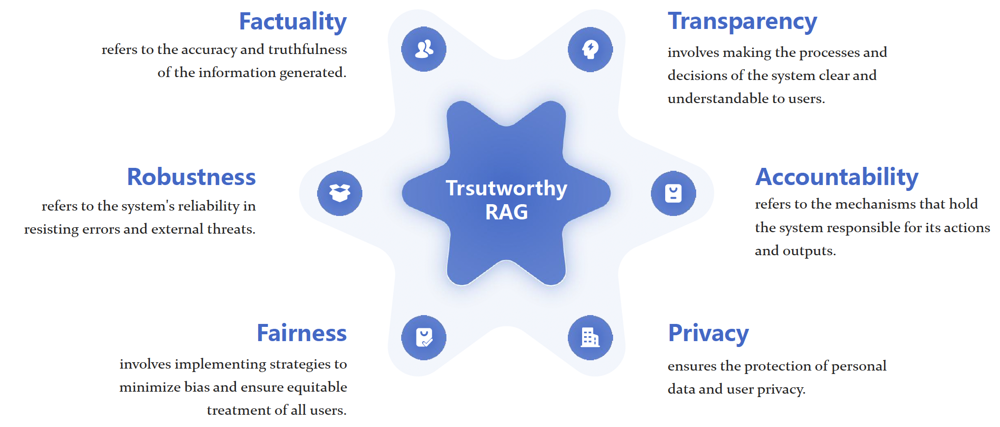 Factuality
refers to the accuracy and truthfulness
of the information generated.
Transparency
involves making the processes and
decisions of the system clear and
understandable to users.
Robustness
refers to the system's reliability in
resisting errors and external threats.
Trsutworthy
RAG
Accountability
refers to the mechanisms that hold
the system responsible for its actions
and outputs.
Fairness
involves implementing strategies to
minimize bias and ensure equitable
treatment of all users.
Privacy
ensures the protection of personal
data and user privacy.